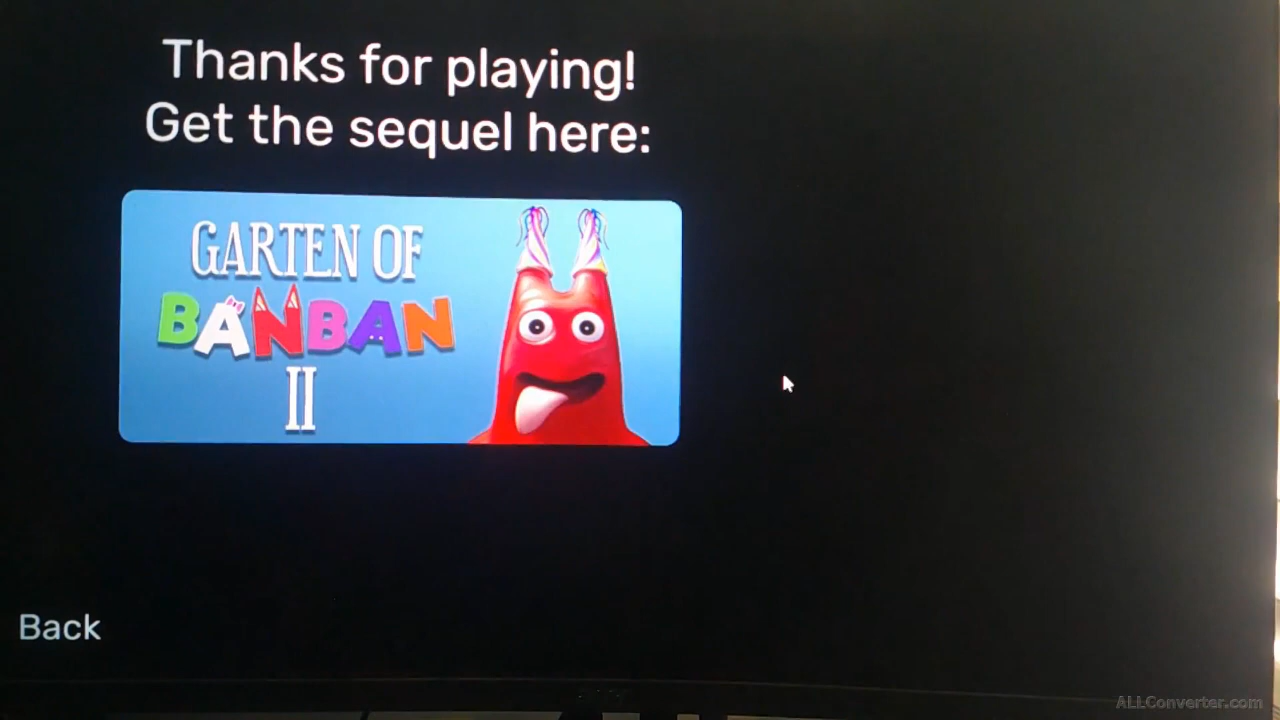 Thanks for playing!
Get the sequel here:
GARTEN OF
BANBAN
II
Back
ALLConverter.com